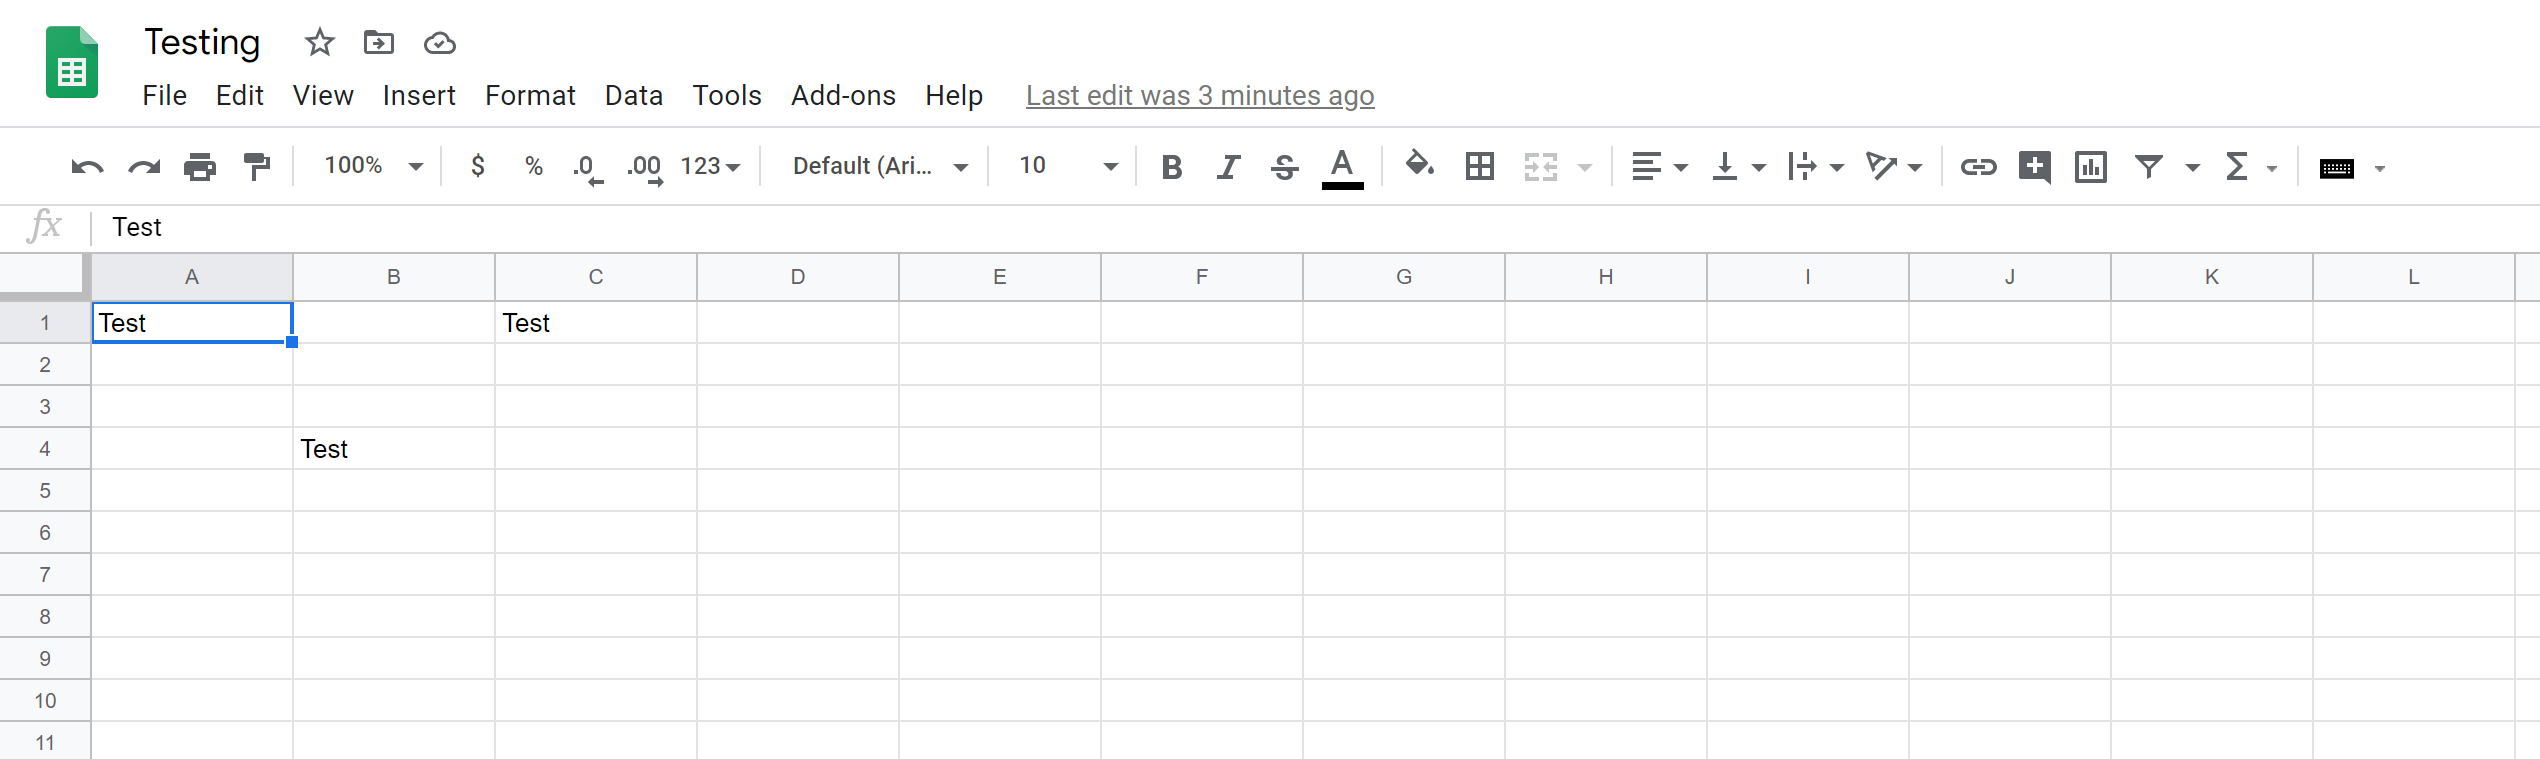 Testing
File Edit View Insert Format Data Tools Add-ons Help Last edit was 3 minutes ago
100% $ % .0 .00 123 Default (Ari... 10 B I S A Σ
fx Test
A B C D E F G H I J K L
1 Test Test
2
3
4 Test
5
6
7
8
9
10
11